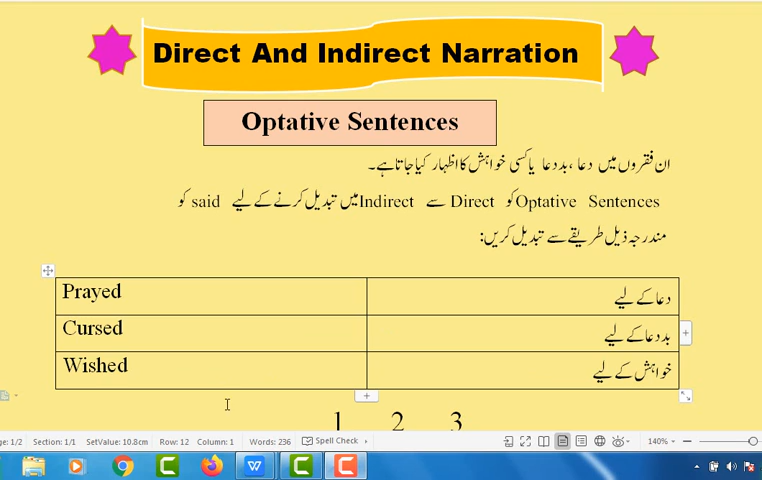 Direct And Indirect Narration
Optative Sentences
ان فقروں میں دعا ،بددعا یا کسی خواہش کا اظہار کیا جاتا ہے۔
Optative Sentences کو Direct سے Indirect میں تبدیل کرنے کے لیے said کو
مندرجہ ذیل طریقے سے تبدیل کریں:
Prayed دعا کے لیے
Cursed بددعا کے لیے
Wished خواہش کے لیے
1 2 3
ge: 1/2 Section: 1/1 SetValue: 10.8cm Row: 12 Column: 1 Words: 236 Spell Check 140%